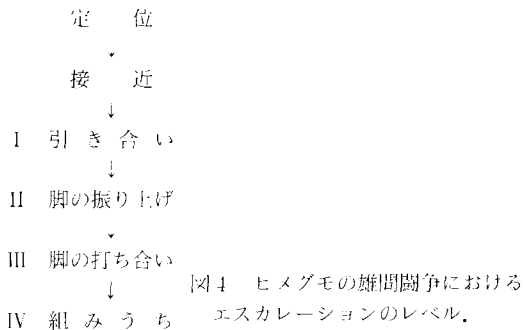 定 位
↓
接 近
↓
I 引き合い
↓
II 脚の振り上げ
↓
III 脚の打ち合い
↓
IV 組みうち
図4 ヒメグモの雄間闘争における
エスカレーションのレベル.